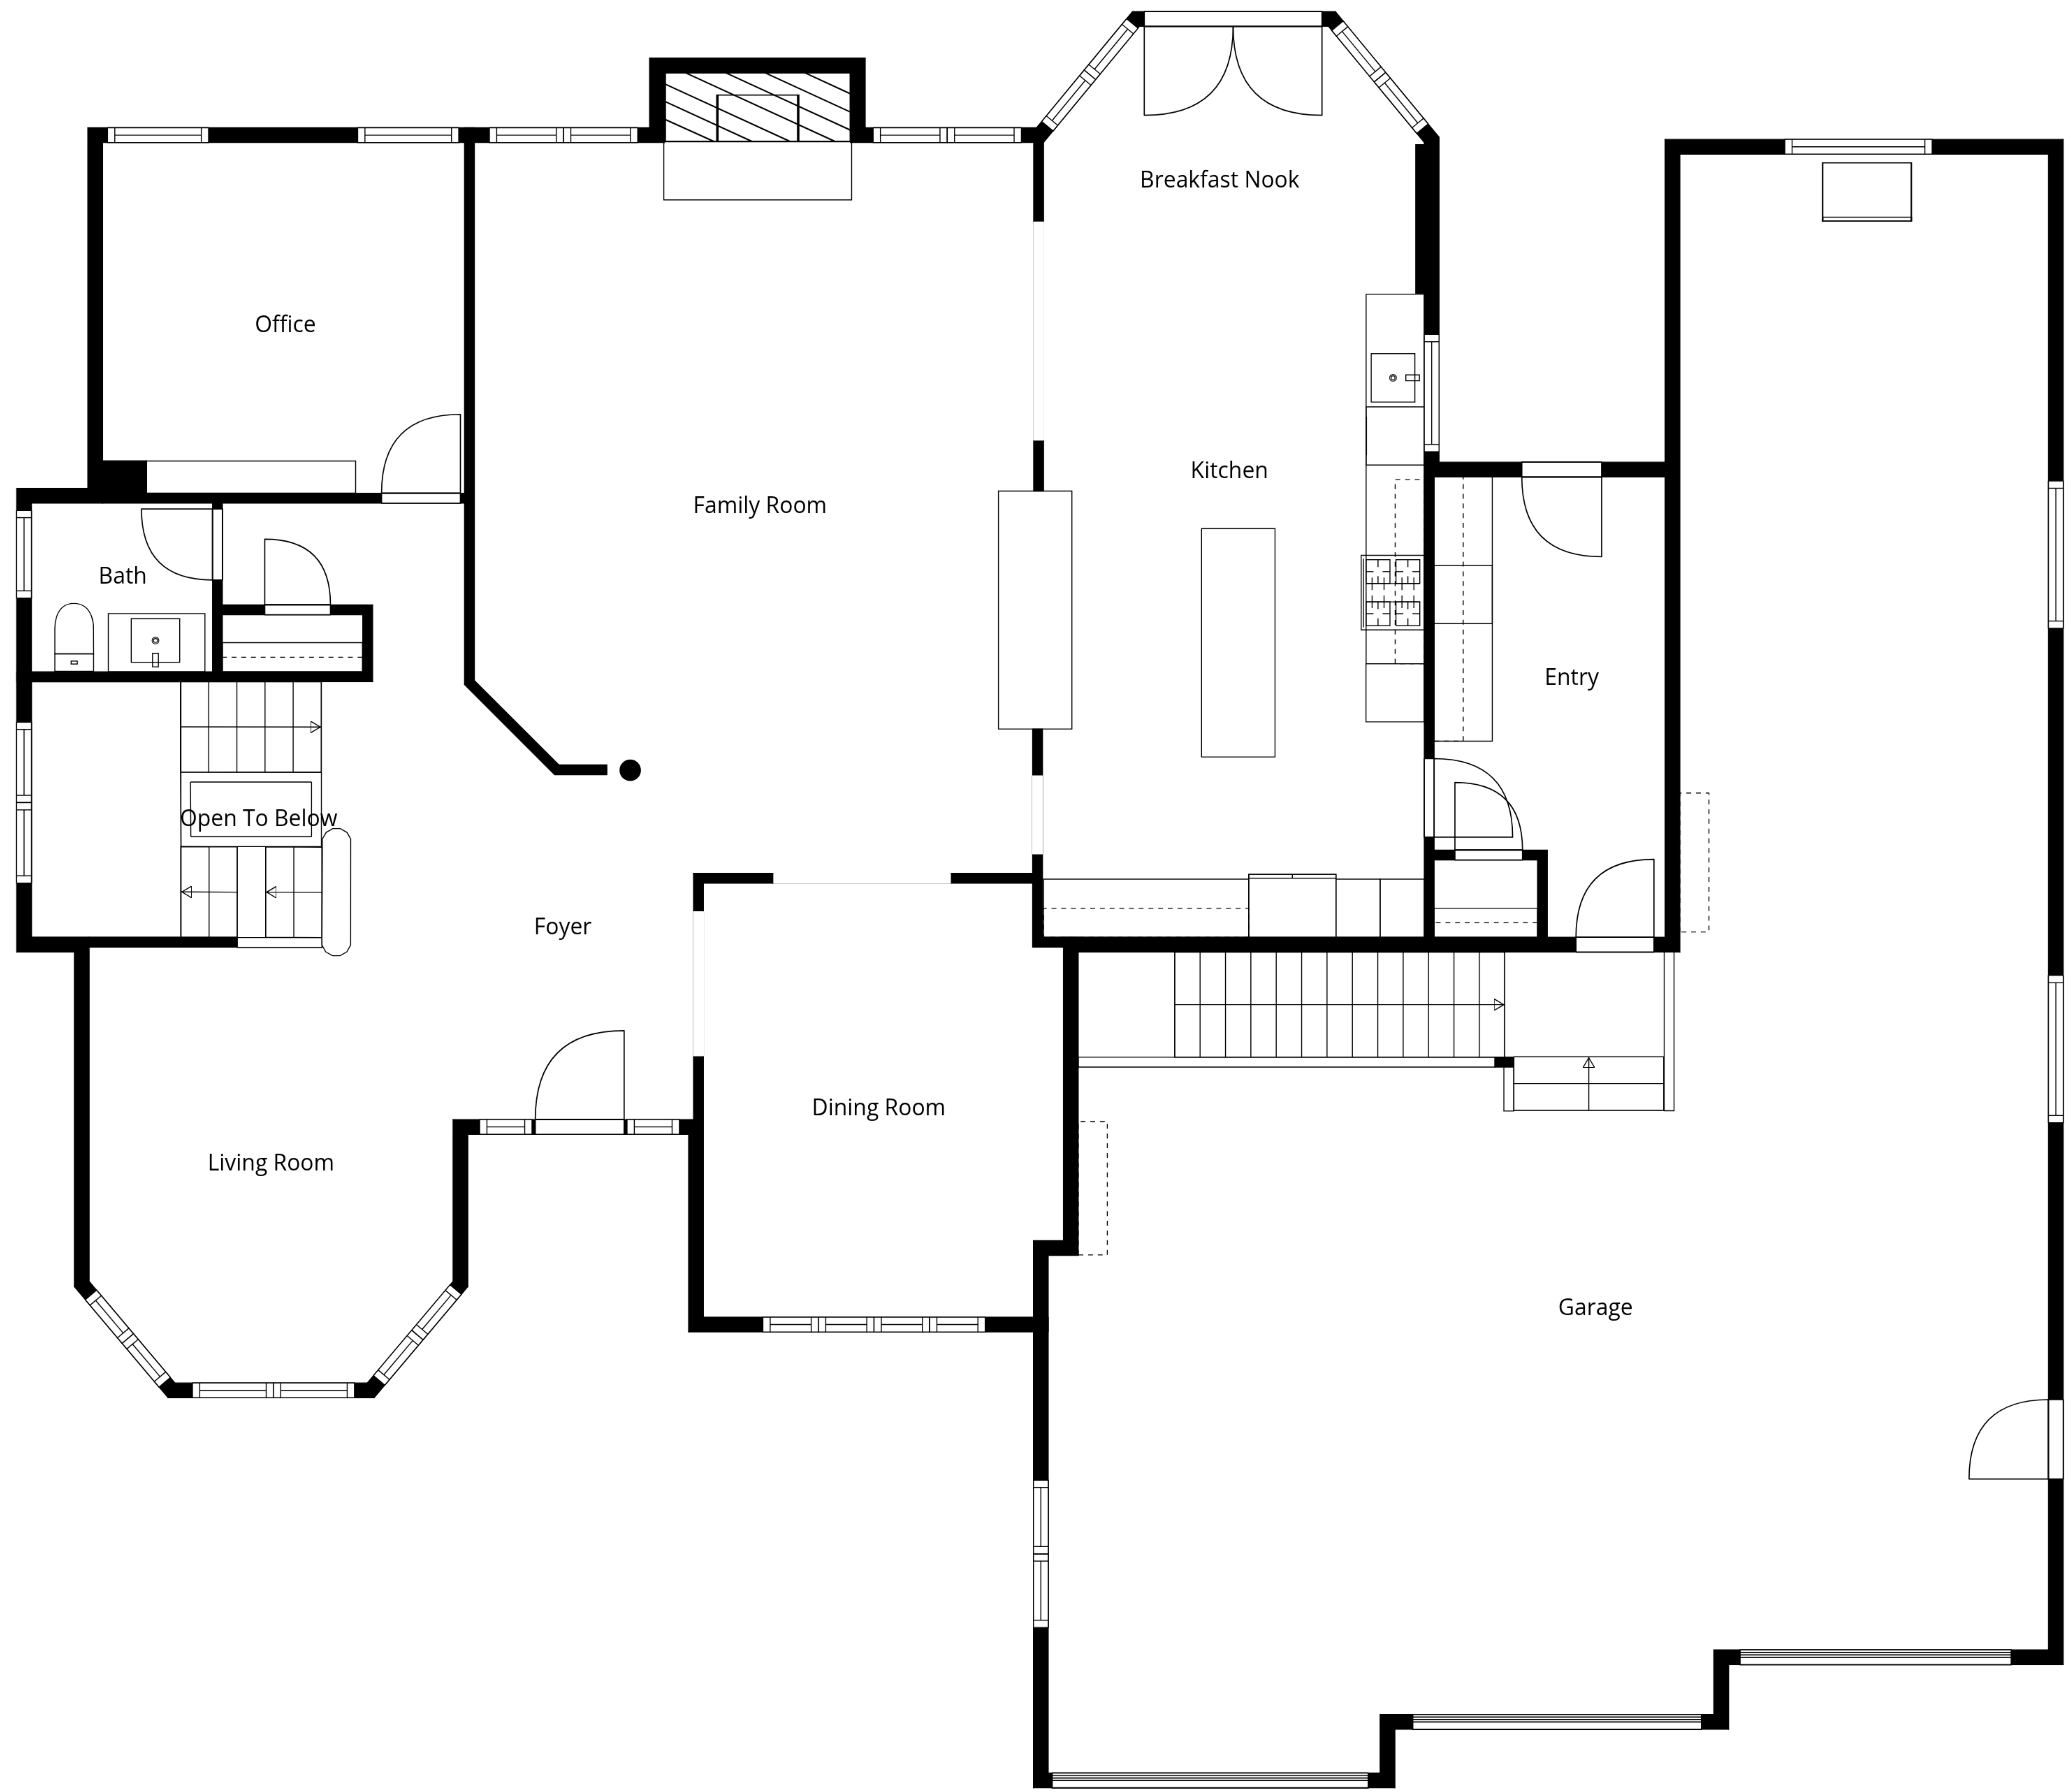 Breakfast Nook
Office
Kitchen
Family Room
Bath
Entry
Open To Below
Foyer
Dining Room
Living Room
Garage